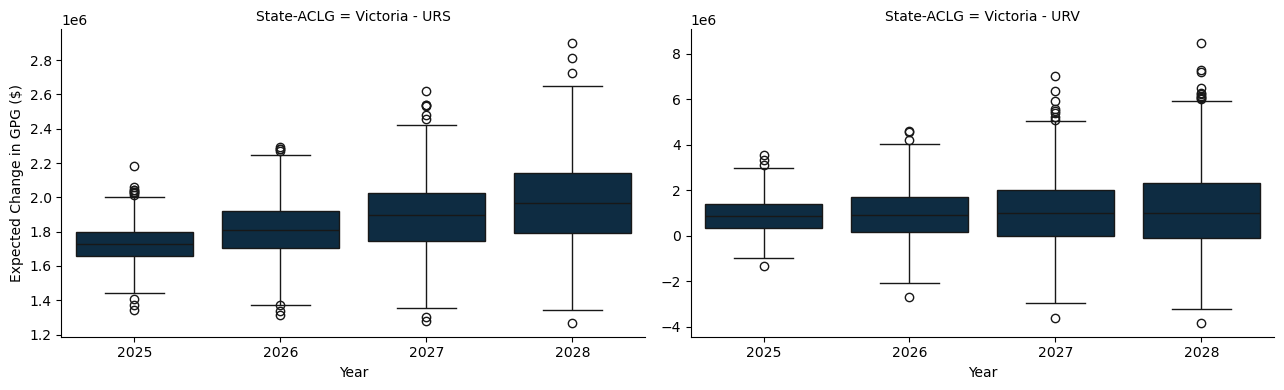 State-ACLG = Victoria - URS
1e6
Expected Change in GPG ($)
2.8
2.6
2.4
2.2
2.0
1.8
1.6
1.4
1.2
2025 2026 2027 2028
Year
State-ACLG = Victoria - URV
1e6
8
6
4
2
0
−2
−4
2025 2026 2027 2028
Year